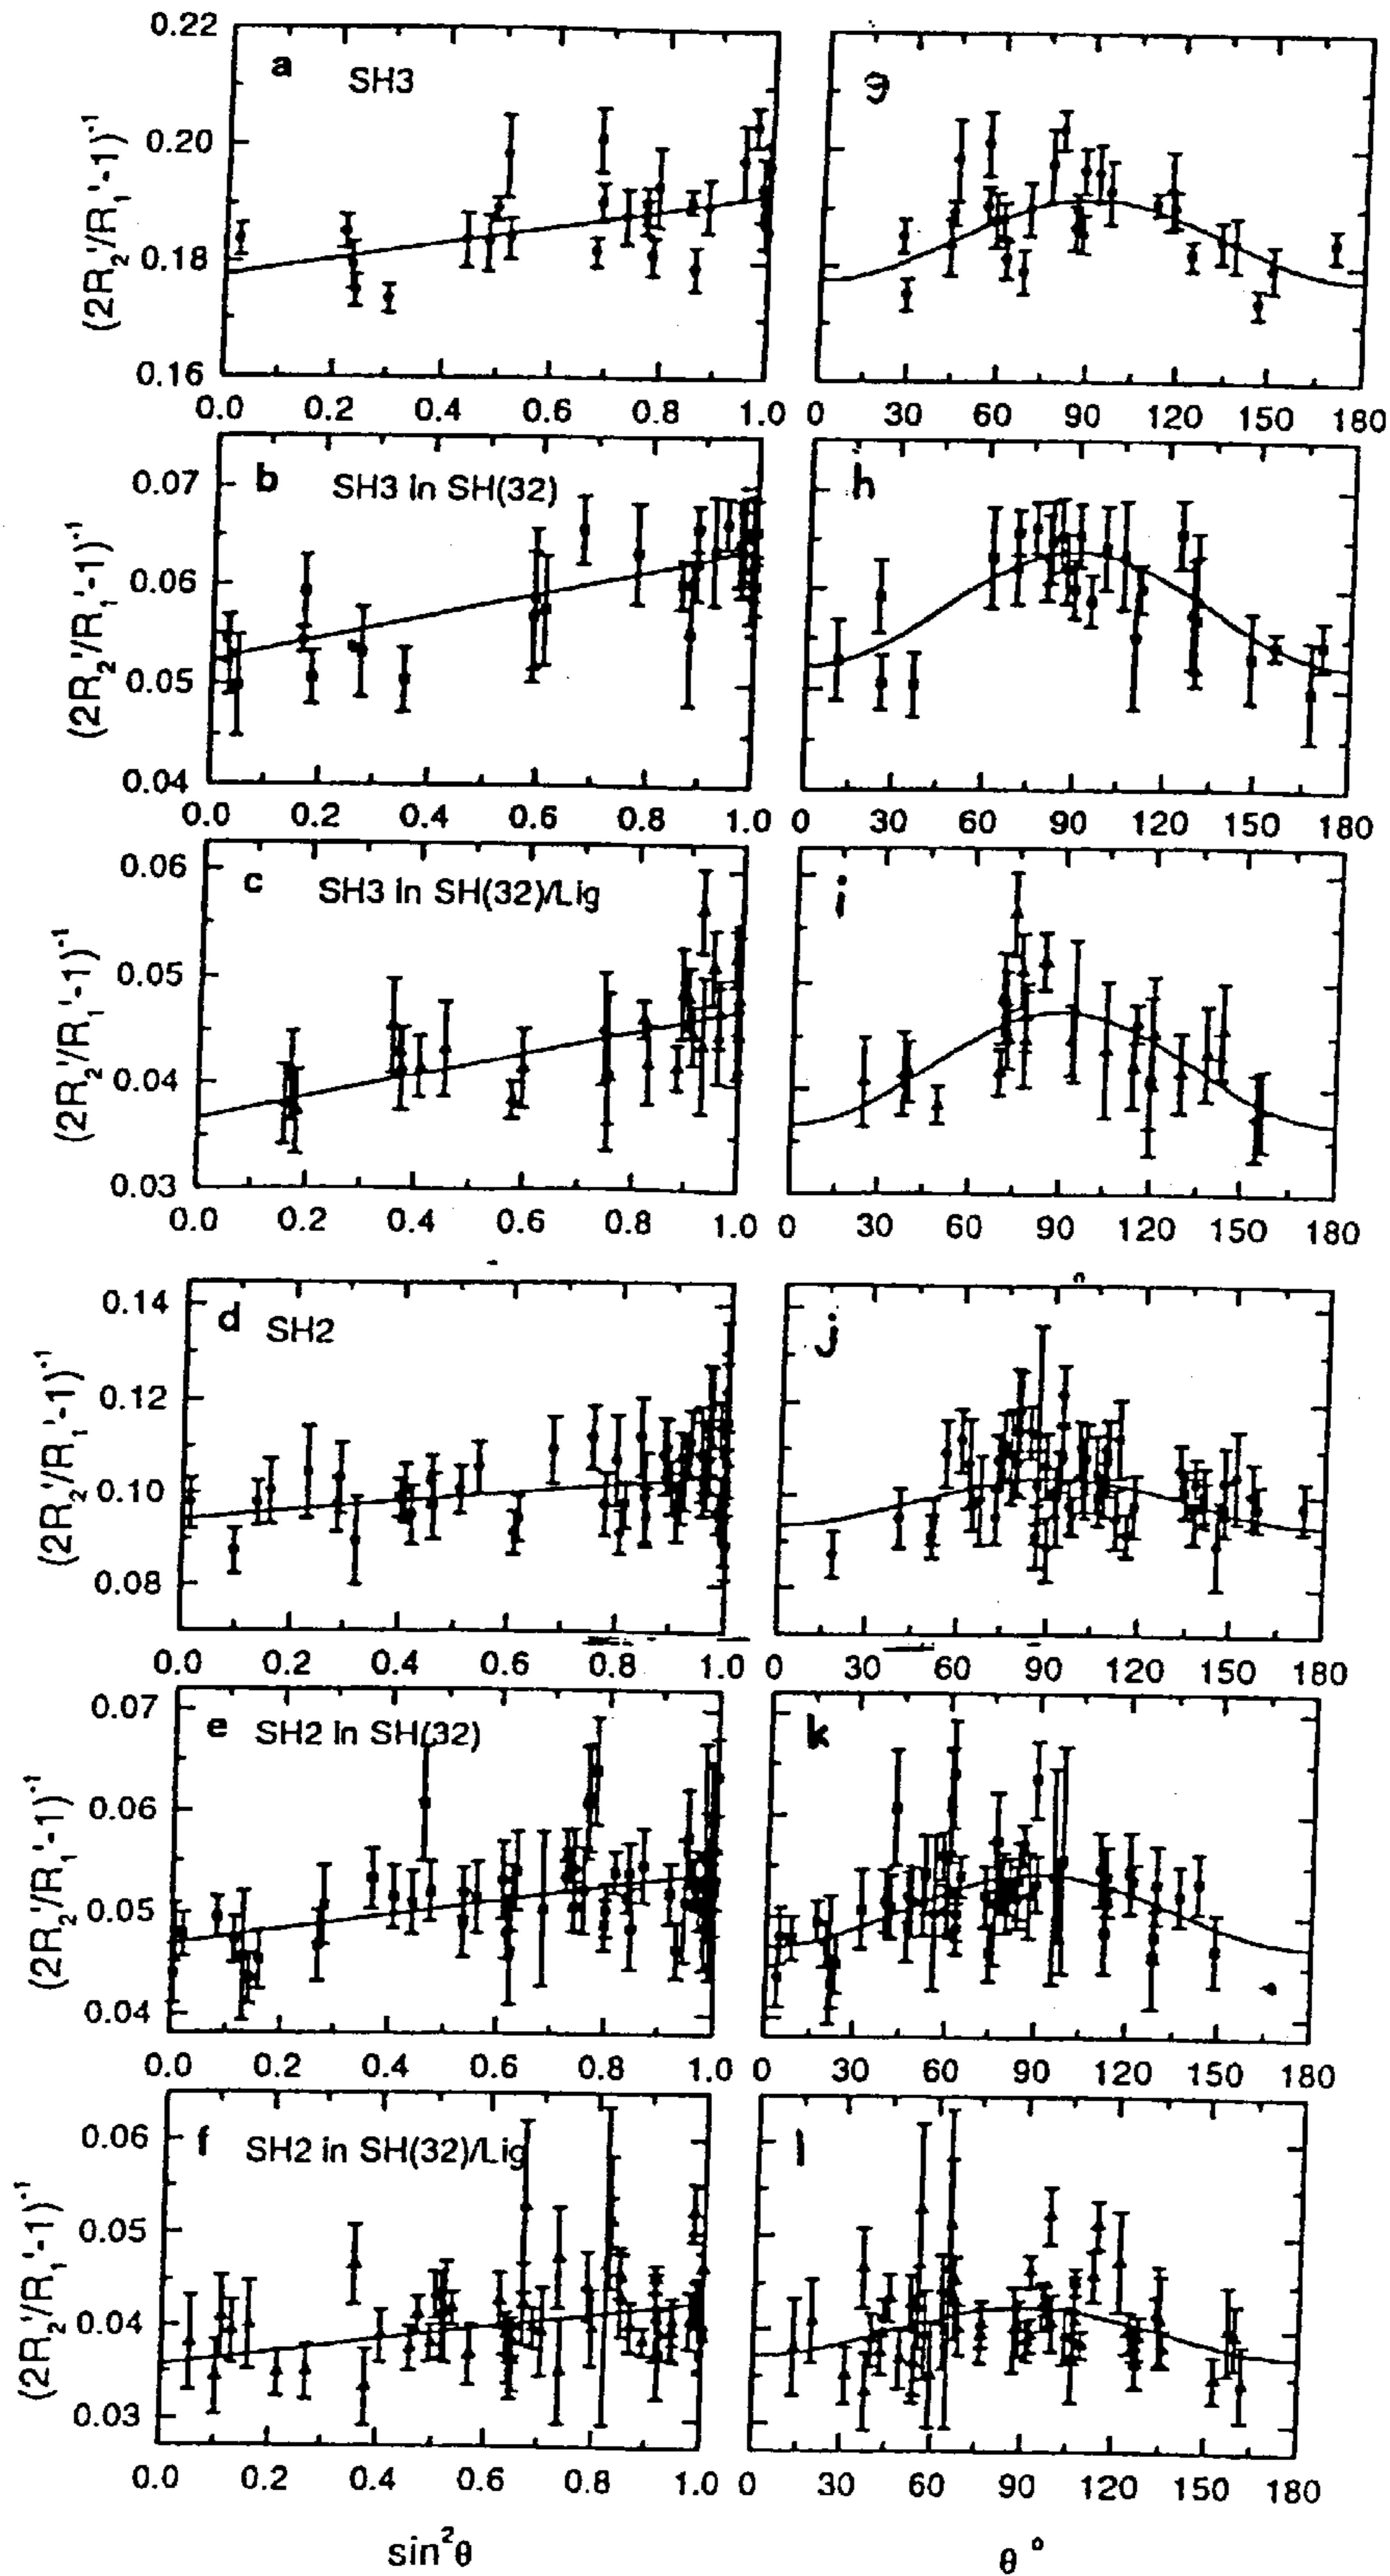 0.22
a SH3
g
0.20
0.18
0.16
(2R2'/R1'-1)-1
0.0 0.2 0.4 0.6 0.8 1.0 0 30 60 90 120 150 180
b SH3 in SH(32)
h
0.07
0.06
0.05
0.04
(2R2'/R1'-1)-1
0.0 0.2 0.4 0.6 0.8 1.0 0 30 60 90 120 150 180
0.06
c SH3 in SH(32)/Lig
i
0.05
0.04
0.03
(2R2'/R1'-1)-1
0.0 0.2 0.4 0.6 0.8 1.0 0 30 60 90 120 150 180
0.14
d SH2
j
0.12
0.10
0.08
(2R2'/R1'-1)-1
0.0 0.2 0.4 0.6 0.8 1.0 0 30 60 90 120 150 180
0.07
e SH2 in SH(32)
k
0.06
0.05
0.04
(2R2'/R1'-1)-1
0.0 0.2 0.4 0.6 0.8 1.0 0 30 60 90 120 150 180
0.06
f SH2 in SH(32)/Lig
l
0.05
0.04
0.03
(2R2'/R1'-1)-1
0.0 0.2 0.4 0.6 0.8 1.0 0 30 60 90 120 150 180
sin²θ
θ °